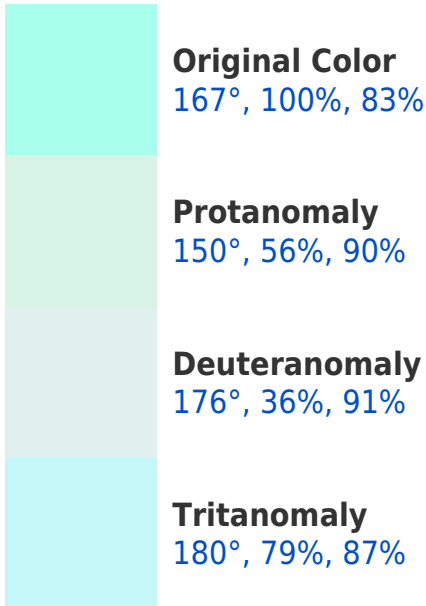 Original Color
167°, 100%, 83%
Protanomaly
150°, 56%, 90%
Deuteranomaly
176°, 36%, 91%
Tritanomaly
180°, 79%, 87%